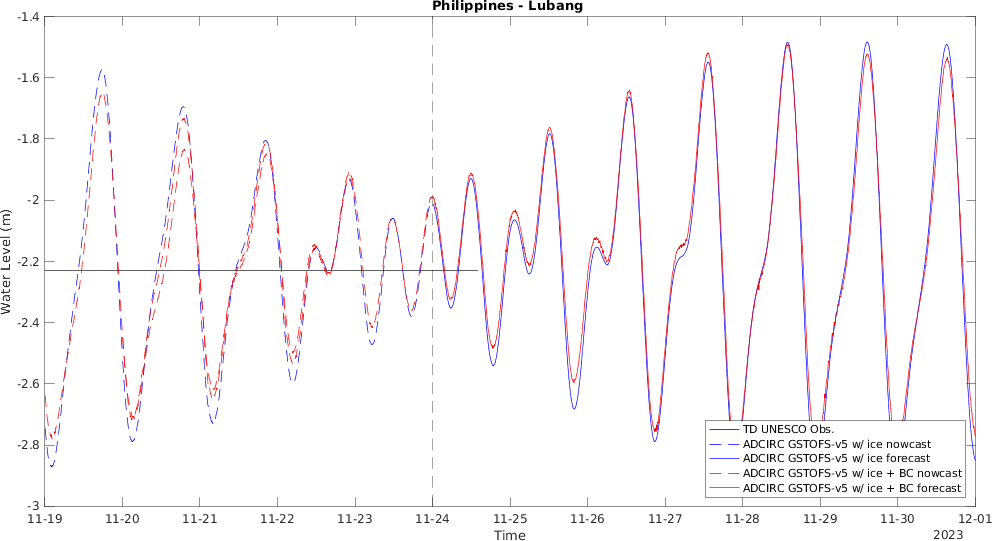 Philippines - Lubang
-1.4
-1.6
-1.8
-2
-2.2
-2.4
-2.6
-2.8
-3
Water Level (m)
TD UNESCO Obs.
ADCIRC GSTOFS-v5 w/ ice nowcast
ADCIRC GSTOFS-v5 w/ ice forecast
ADCIRC GSTOFS-v5 w/ ice + BC nowcast
ADCIRC GSTOFS-v5 w/ ice + BC forecast
11-19 11-20 11-21 11-22 11-23 11-24 11-25 11-26 11-27 11-28 11-29 11-30 12-01
Time
2023